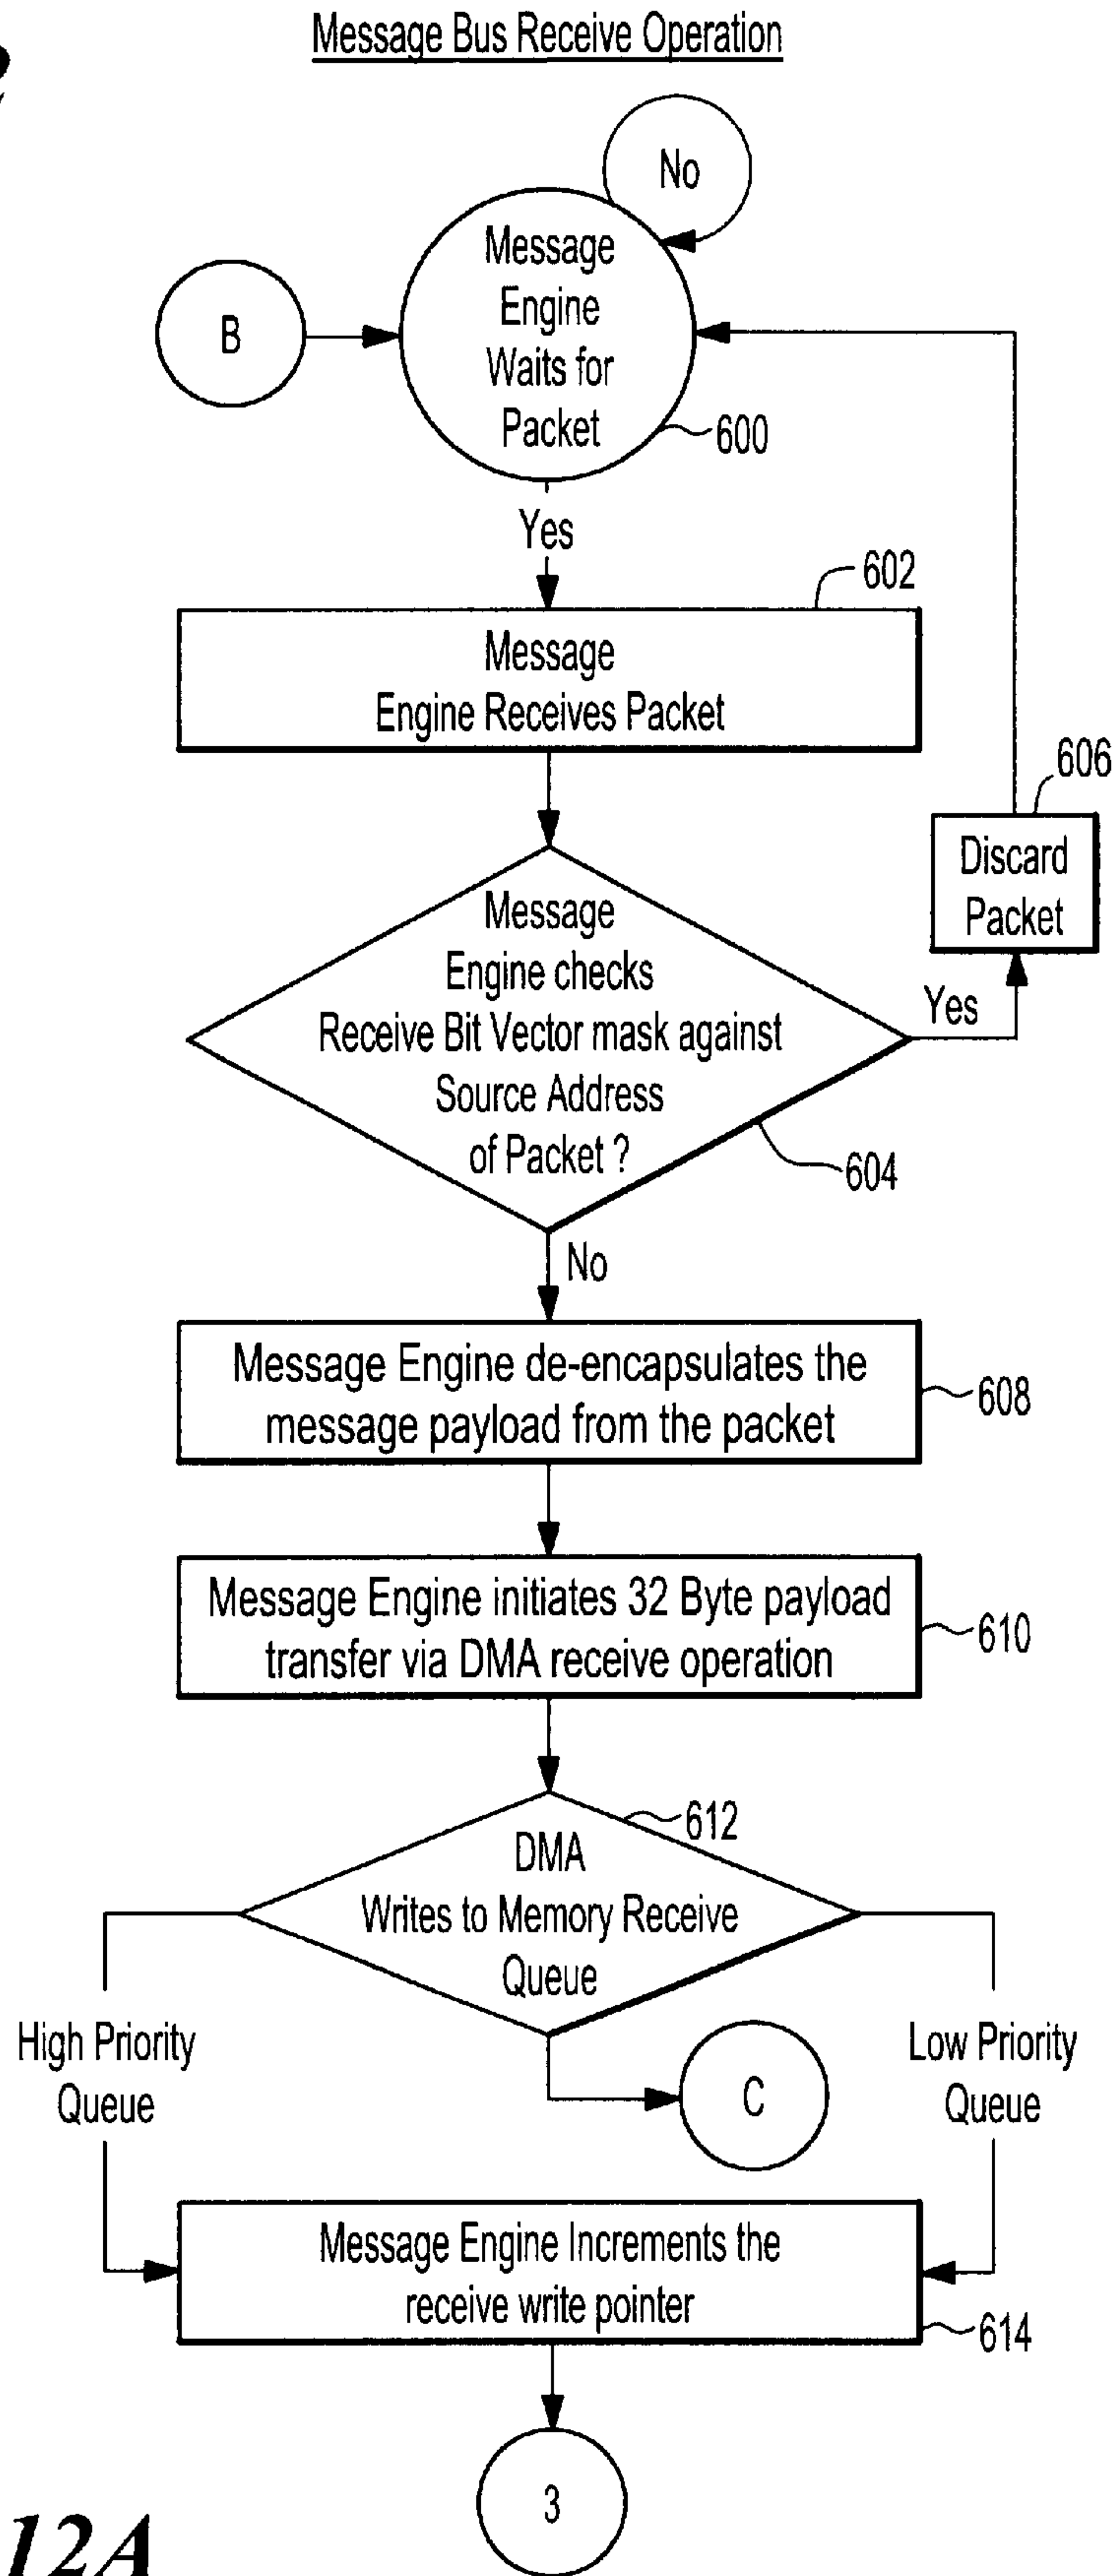 Message Bus Receive Operation
No
Message
Engine
Waits for
Packet
B
600
Yes
602
Message
Engine Receives Packet
606
Discard
Packet
Message
Engine checks
Receive Bit Vector mask against
Source Address
of Packet ?
Yes
604
No
Message Engine de-encapsulates the
message payload from the packet
608
Message Engine initiates 32 Byte payload
transfer via DMA receive operation
610
612
DMA
Writes to Memory Receive
Queue
High Priority
Queue
C
Low Priority
Queue
Message Engine Increments the
receive write pointer
614
3
12A